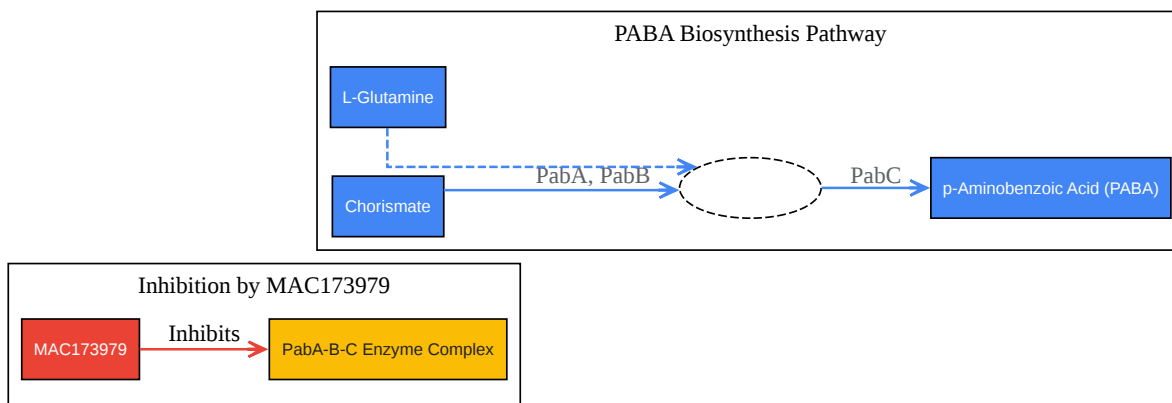 PABA Biosynthesis Pathway
L-Glutamine
PabA, PabB
PabC
Chorismate
p-Aminobenzoic Acid (PABA)
Inhibition by MAC173979
MAC173979
Inhibits
PabA-B-C Enzyme Complex